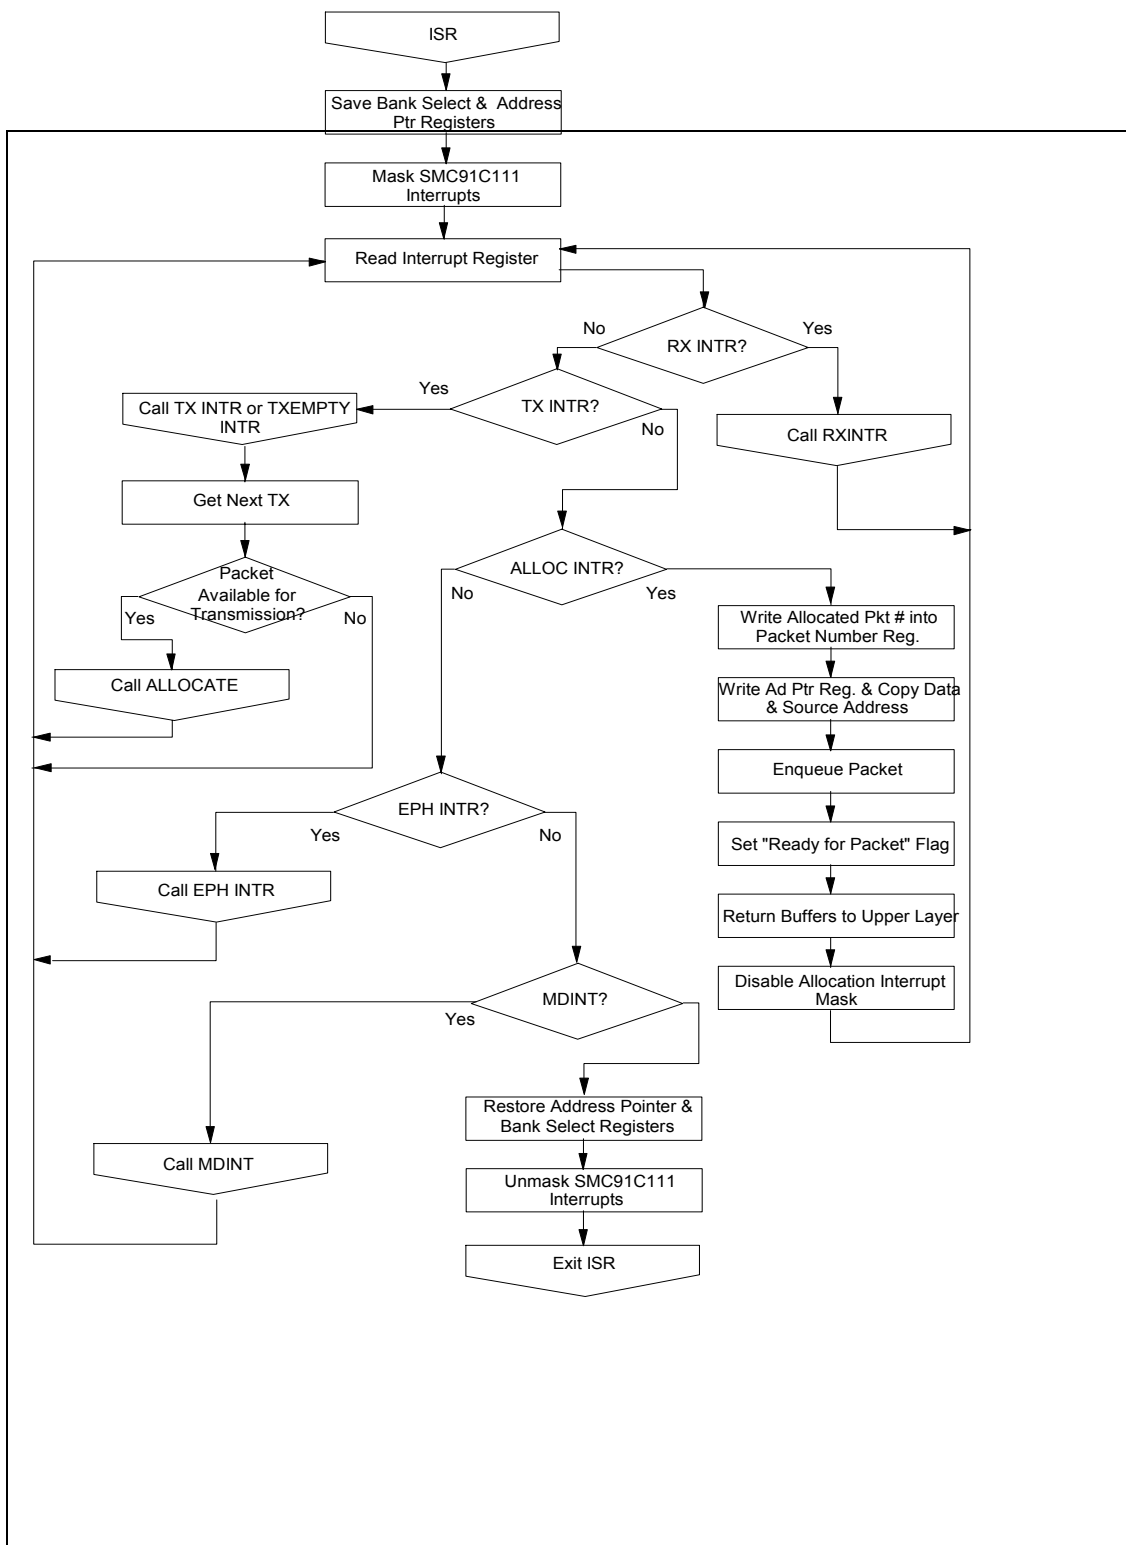 ISR
Save Bank Select & Address
Ptr Registers
Mask SMC91C111
Interrupts
Read Interrupt Register
No
Yes
RX INTR?
Yes
TX INTR?
No
Call TX INTR or TXEMPTY
INTR
Call RXINTR
Get Next TX
ALLOC INTR?
No
Yes
Packet
Available for
Transmission?
Yes
No
Write Allocated Pkt # into
Packet Number Reg.
Call ALLOCATE
Write Ad Ptr Reg. & Copy Data
& Source Address
Enqueue Packet
EPH INTR?
Yes
No
Set "Ready for Packet" Flag
Call EPH INTR
Return Buffers to Upper Layer
Disable Allocation Interrupt
Mask
MDINT?
Yes
Restore Address Pointer &
Bank Select Registers
Call MDINT
Unmask SMC91C111
Interrupts
Exit ISR